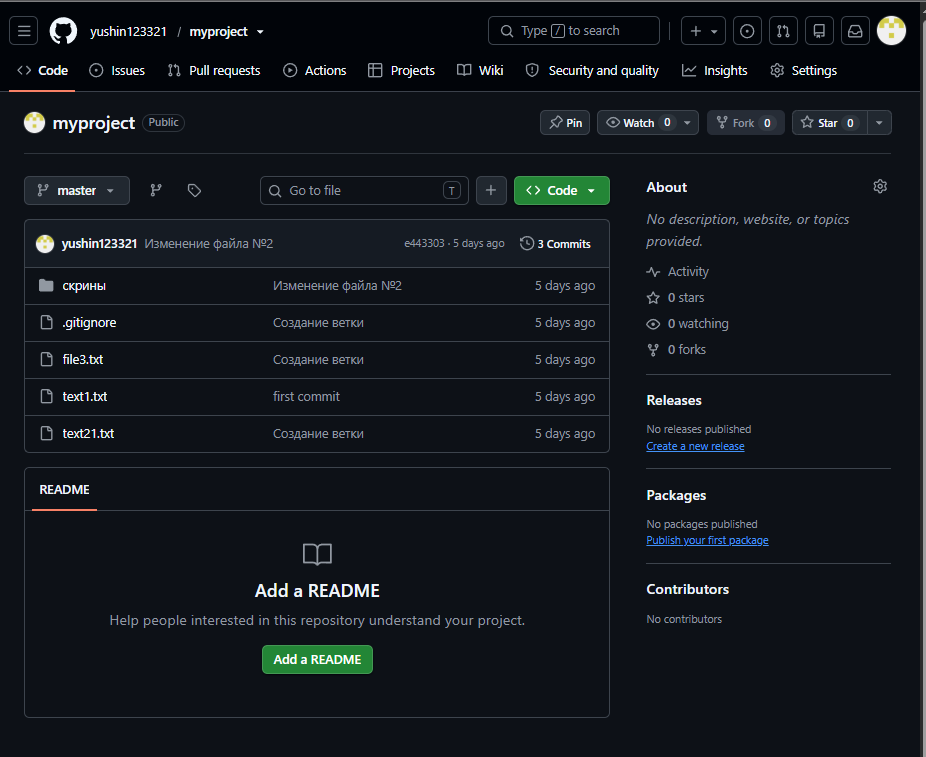 yushin123321 / myproject
Type / to search
Code Issues Pull requests Actions Projects Wiki Security and quality Insights Settings
myproject Public
Pin Watch 0 Fork 0 Star 0
master
Go to file T
Code
yushin123321 Изменение файла №2 e443303 · 5 days ago 3 Commits
скрины Изменение файла №2 5 days ago
.gitignore Создание ветки 5 days ago
file3.txt Создание ветки 5 days ago
text1.txt first commit 5 days ago
text21.txt Создание ветки 5 days ago
README
Add a README
Help people interested in this repository understand your project.
Add a README
About
No description, website, or topics
provided.
Activity
0 stars
0 watching
0 forks
Releases
No releases published
Create a new release
Packages
No packages published
Publish your first package
Contributors
No contributors